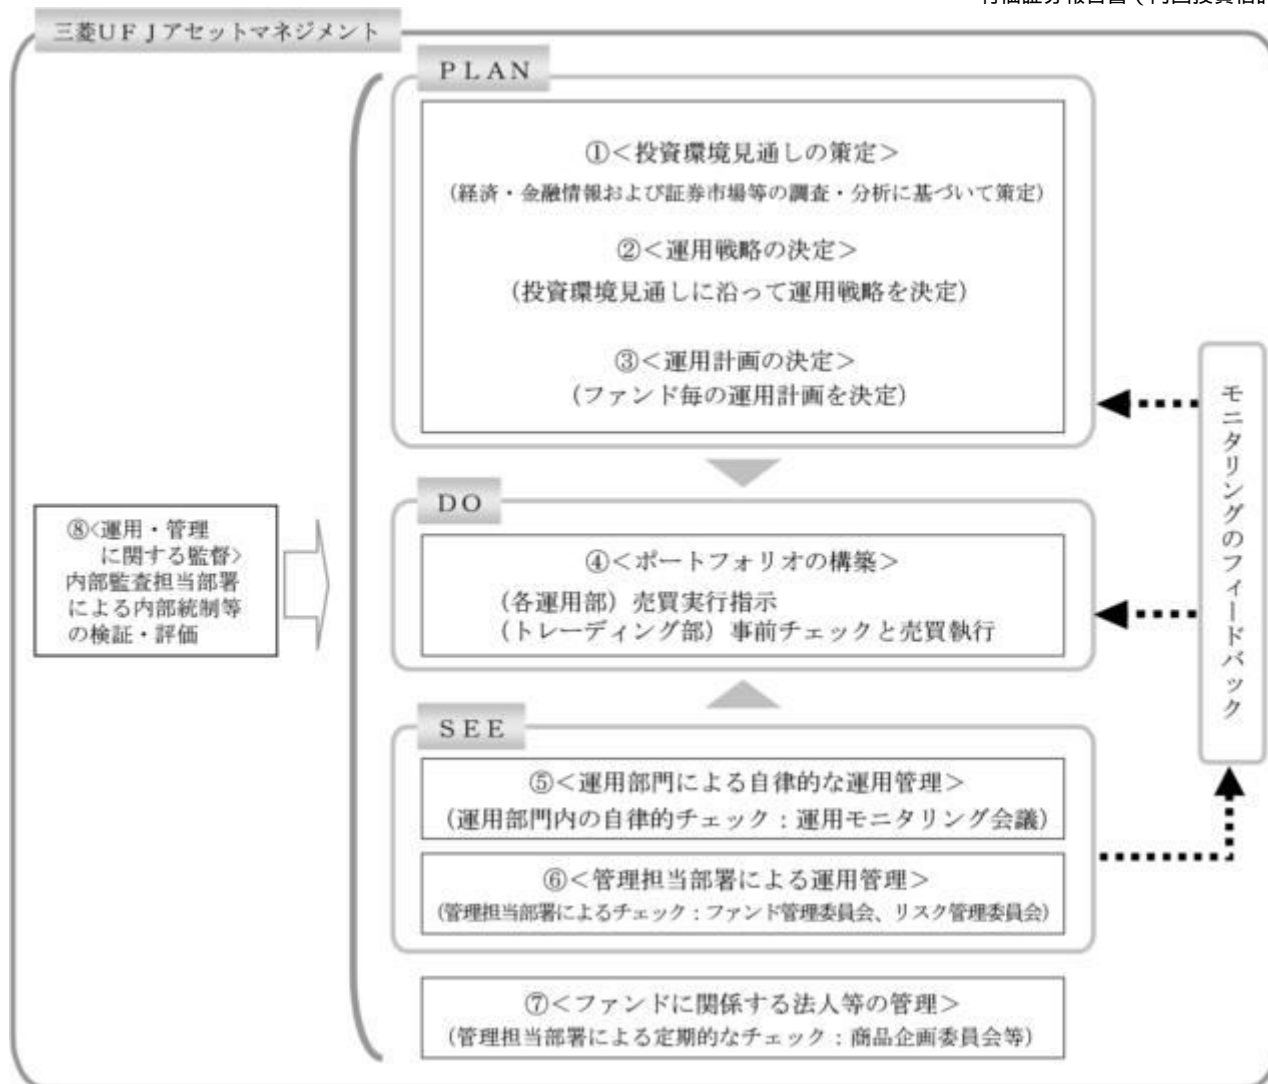 三菱ＵＦＪアセットマネジメント
ＰＬＡＮ
①＜投資環境見通しの策定＞
（経済・金融情報および証券市場等の調査・分析に基づいて策定）
②＜運用戦略の決定＞
（投資環境見通しに沿って運用戦略を決定）
③＜運用計画の決定＞
（ファンド毎の運用計画を決定）
ＤＯ
④＜ポートフォリオの構築＞
（各運用部）売買実行指示
（トレーディング部）事前チェックと売買執行
ＳＥＥ
⑤＜運用部門による自律的な運用管理＞
（運用部門内の自律的チェック：運用モニタリング会議）
⑥＜管理担当部署による運用管理＞
（管理担当部署によるチェック：ファンド管理委員会、リスク管理委員会）
⑦＜ファンドに関係する法人等の管理＞
（管理担当部署による定期的なチェック：商品企画委員会等）
⑧<運用・管理
に関する監督>
内部監査担当部署
による内部統制等
の検証・評価
モニタリングのフィードバック